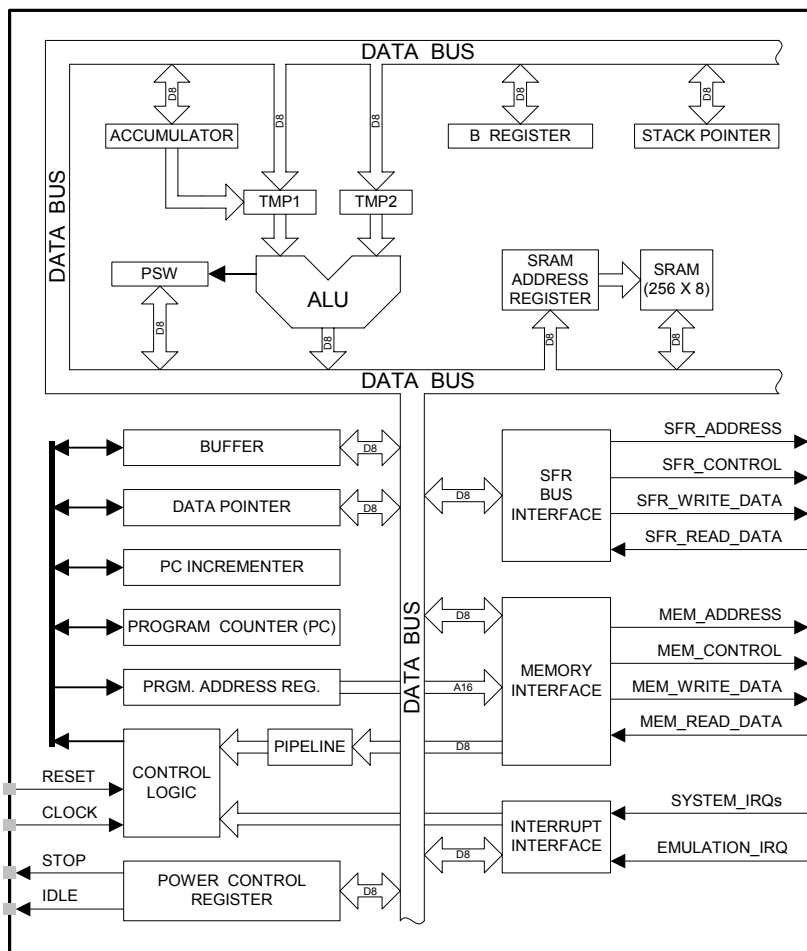 DATA BUS
D8
D8
D8
D8
D8
ACCUMULATOR
B REGISTER
STACK POINTER
DATA BUS
TMP1
TMP2
PSW
ALU
SRAM
ADDRESS
REGISTER
SRAM
(256 X 8)
D8
D8
D8
D8
DATA BUS
BUFFER
D8
DATA POINTER
D8
PC INCREMENTER
PROGRAM COUNTER (PC)
PRGM. ADDRESS REG.
A16
CONTROL
LOGIC
PIPELINE
D8
RESET
CLOCK
STOP
IDLE
POWER CONTROL
REGISTER
D8
DATA BUS
D8
SFR
BUS
INTERFACE
SFR_ADDRESS
SFR_CONTROL
SFR_WRITE_DATA
SFR_READ_DATA
D8
MEMORY
INTERFACE
MEM_ADDRESS
MEM_CONTROL
MEM_WRITE_DATA
MEM_READ_DATA
INTERRUPT
INTERFACE
D8
SYSTEM_IRQs
EMULATION_IRQ